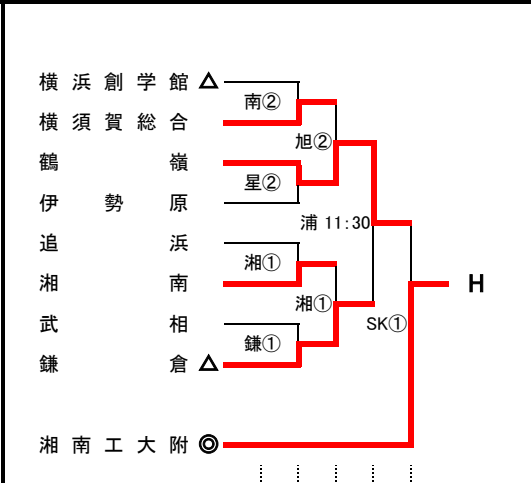 横浜創学館 △
南②
横須賀総合
旭②
鶴嶺
星②
伊勢原
浦 11:30
追浜
湘①
湘南
H
湘①
SK①
武相
鎌①
鎌倉 △
湘南工大附 ◎